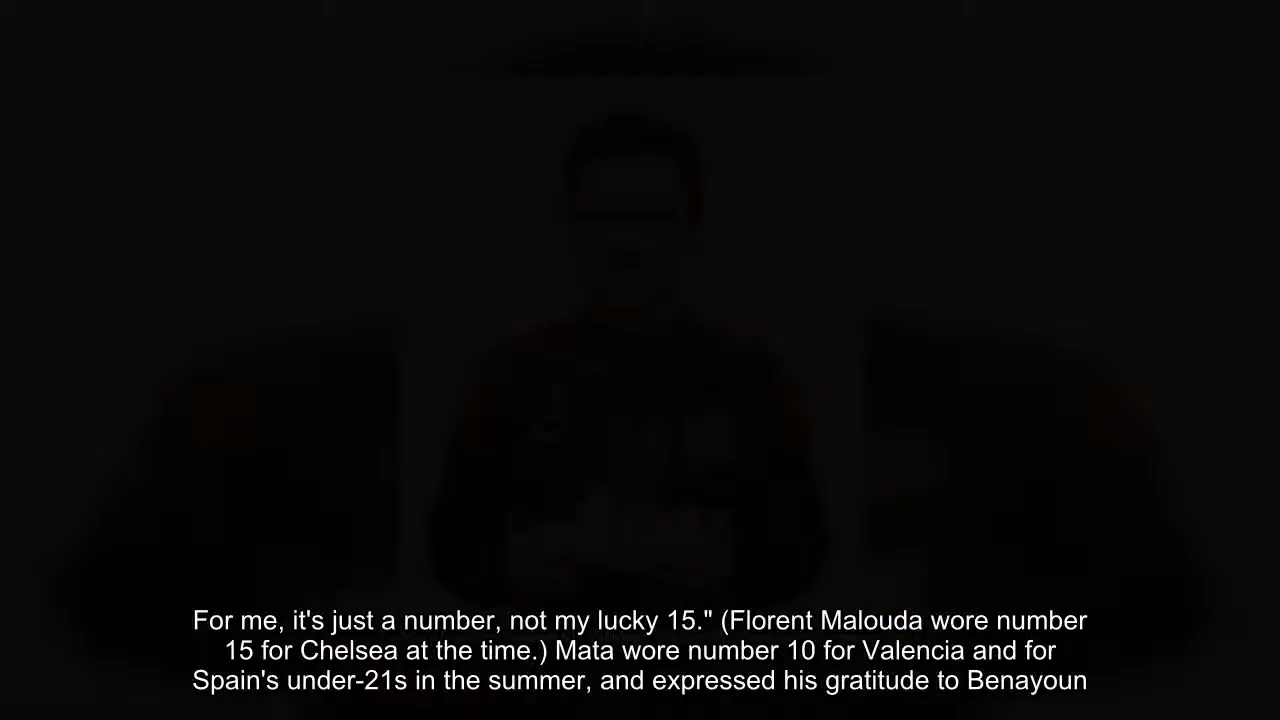 For me, it's just a number, not my lucky 15." (Florent Malouda wore number
15 for Chelsea at the time.) Mata wore number 10 for Valencia and for
Spain's under-21s in the summer, and expressed his gratitude to Benayoun